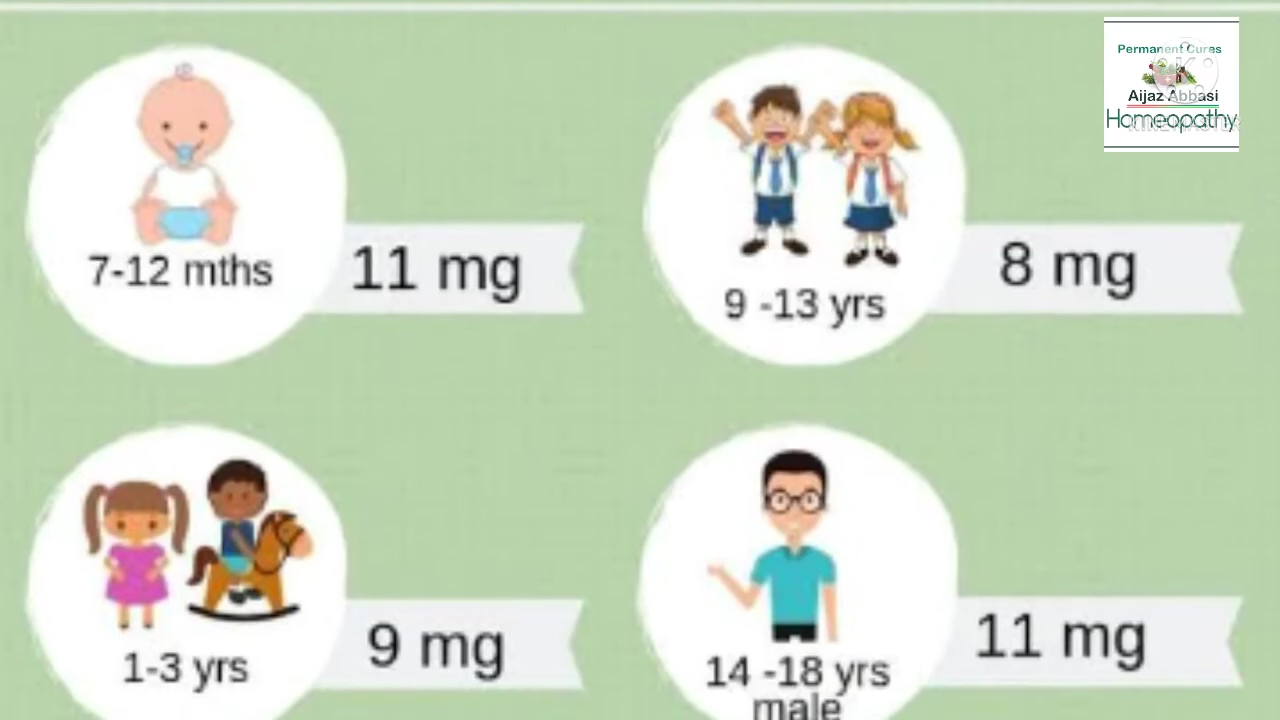 Permanent Cures
Aijaz Abbasi
Homeopathy
7-12 mths
11 mg
9 -13 yrs
8 mg
1-3 yrs
9 mg
14 -18 yrs
male
11 mg